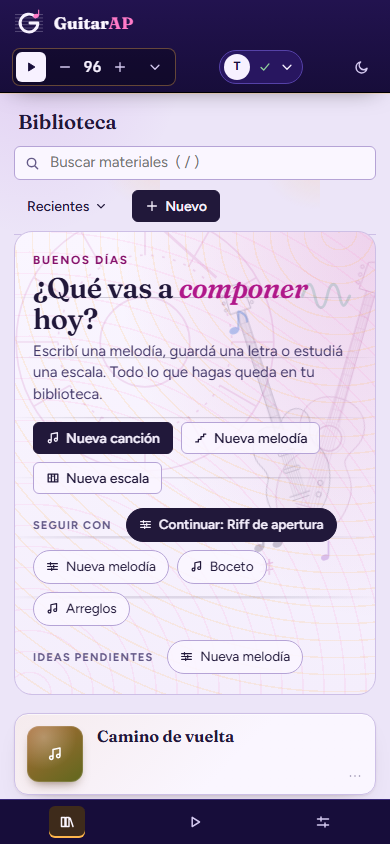 GuitarAP
96
T
Biblioteca
Buscar materiales ( / )
Recientes
Nuevo
BUENOS DÍAS
¿Qué vas a componer
hoy?
Escribí una melodía, guardá una letra o estudiá
una escala. Todo lo que hagas queda en tu
biblioteca.
Nueva canción
Nueva melodía
Nueva escala
SEGUIR CON
Continuar: Riff de apertura
Nueva melodía
Boceto
Arreglos
IDEAS PENDIENTES
Nueva melodía
Camino de vuelta
...